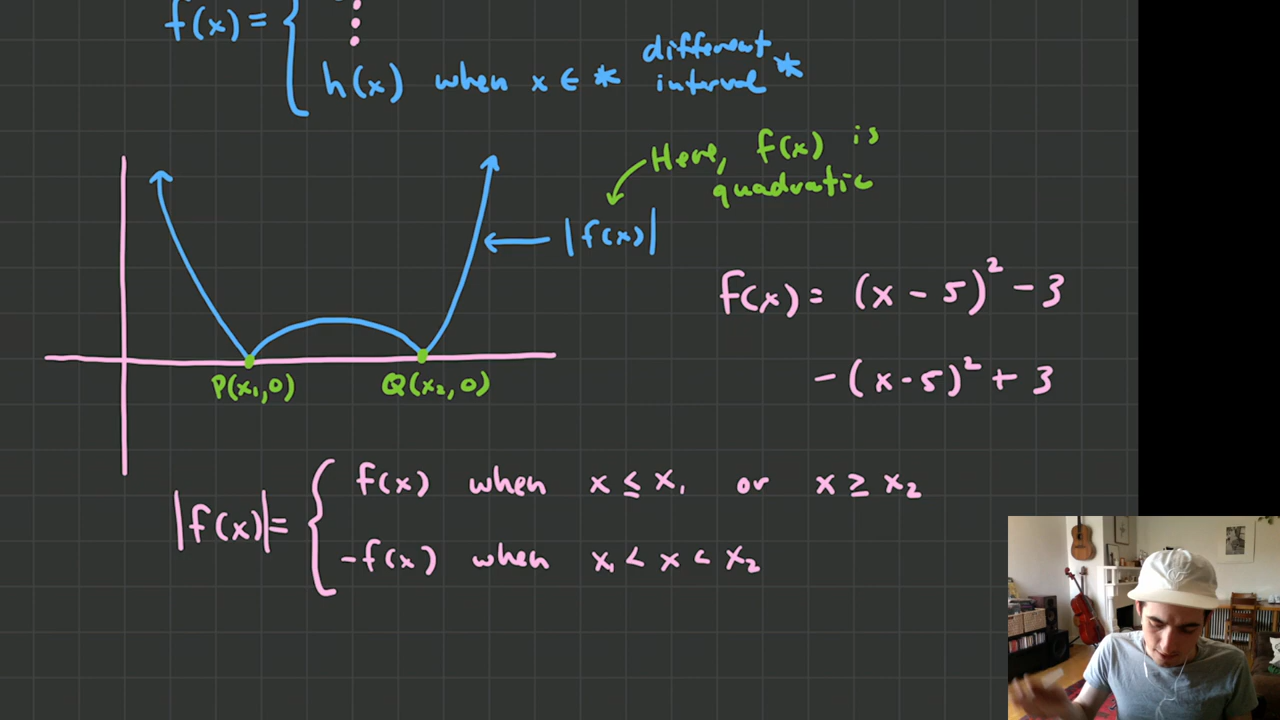 f(x) = {
⋮
h(x) when x ∈ * different interval *
Here, f(x) is
quadratic
|f(x)|
f(x) = (x - 5)² - 3
-(x - 5)² + 3
P(x₁,0) Q(x₂,0)
|f(x)| = {
f(x) when x ≤ x₁ or x ≥ x₂
-f(x) when x₁ < x < x₂